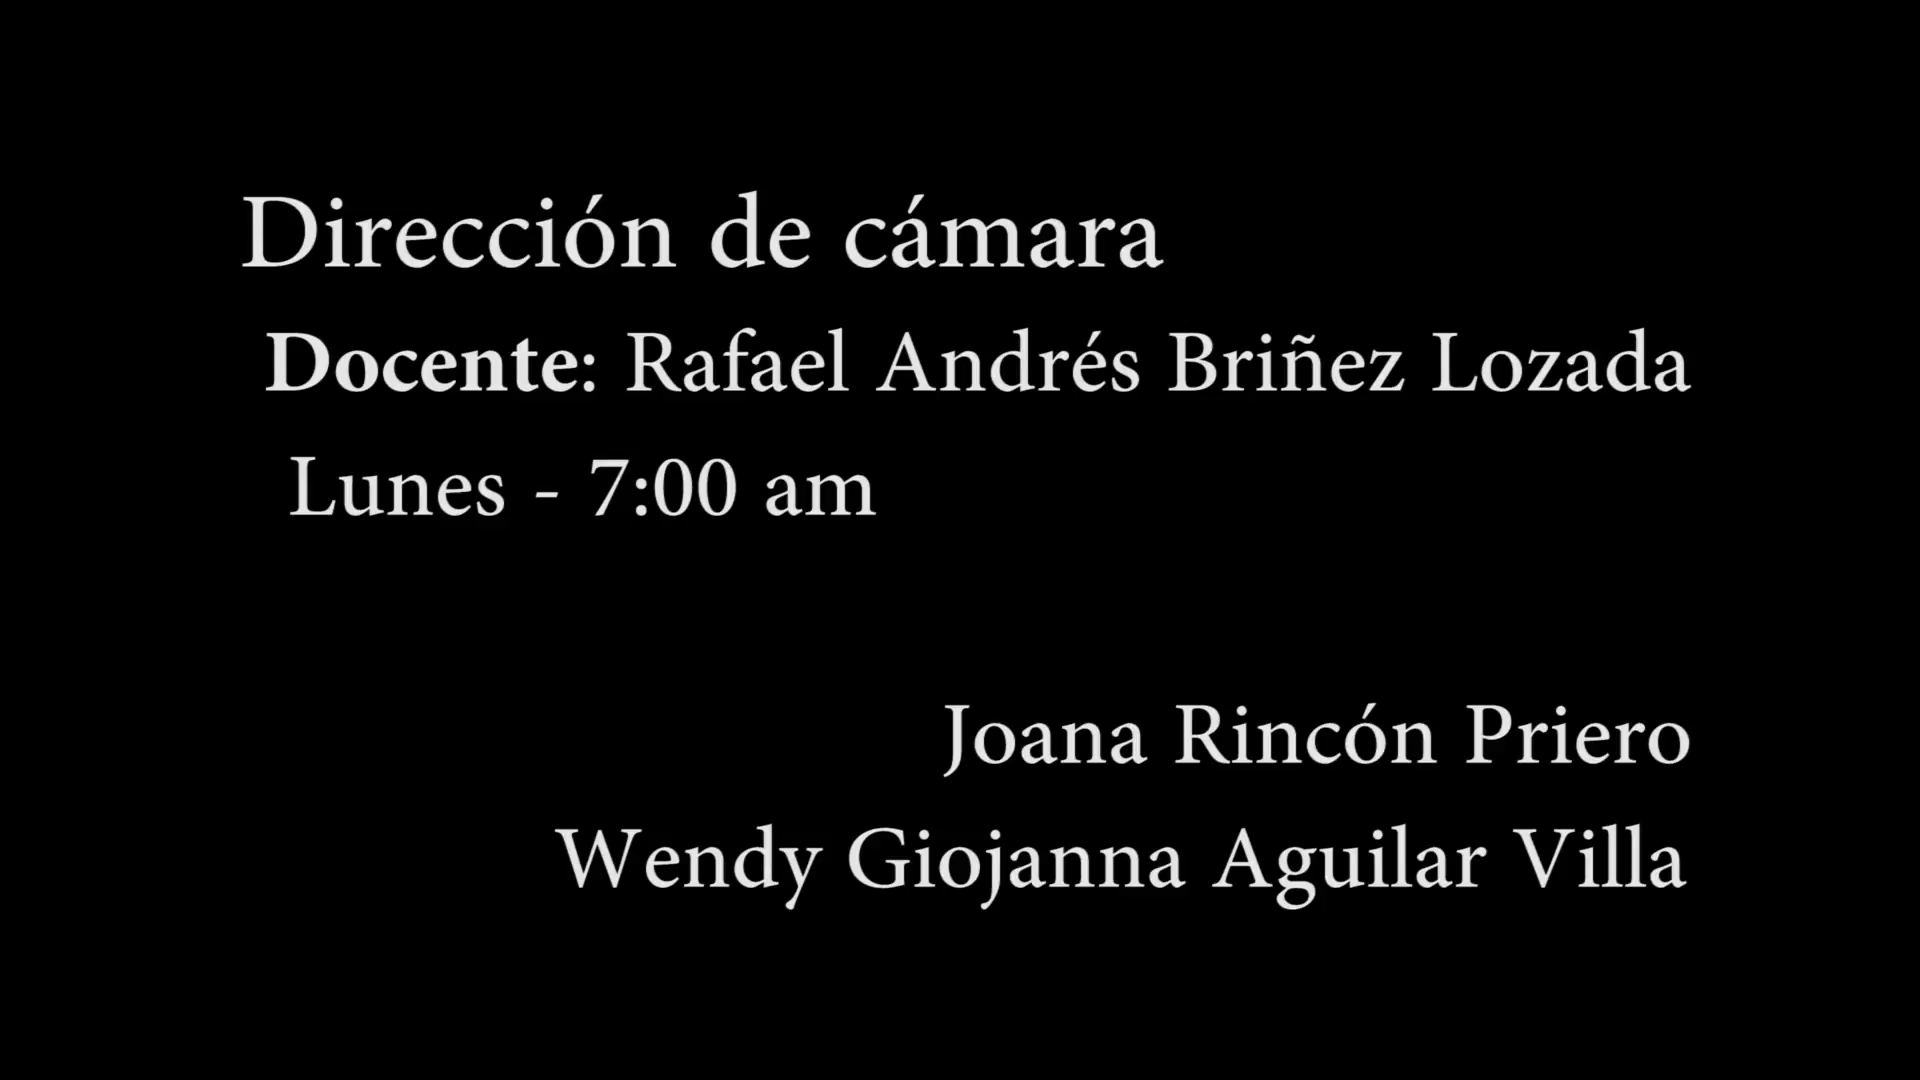 Dirección de cámara
Docente: Rafael Andrés Briñez Lozada
Lunes - 7:00 am
Joana Rincón Priero
Wendy Giojanna Aguilar Villa